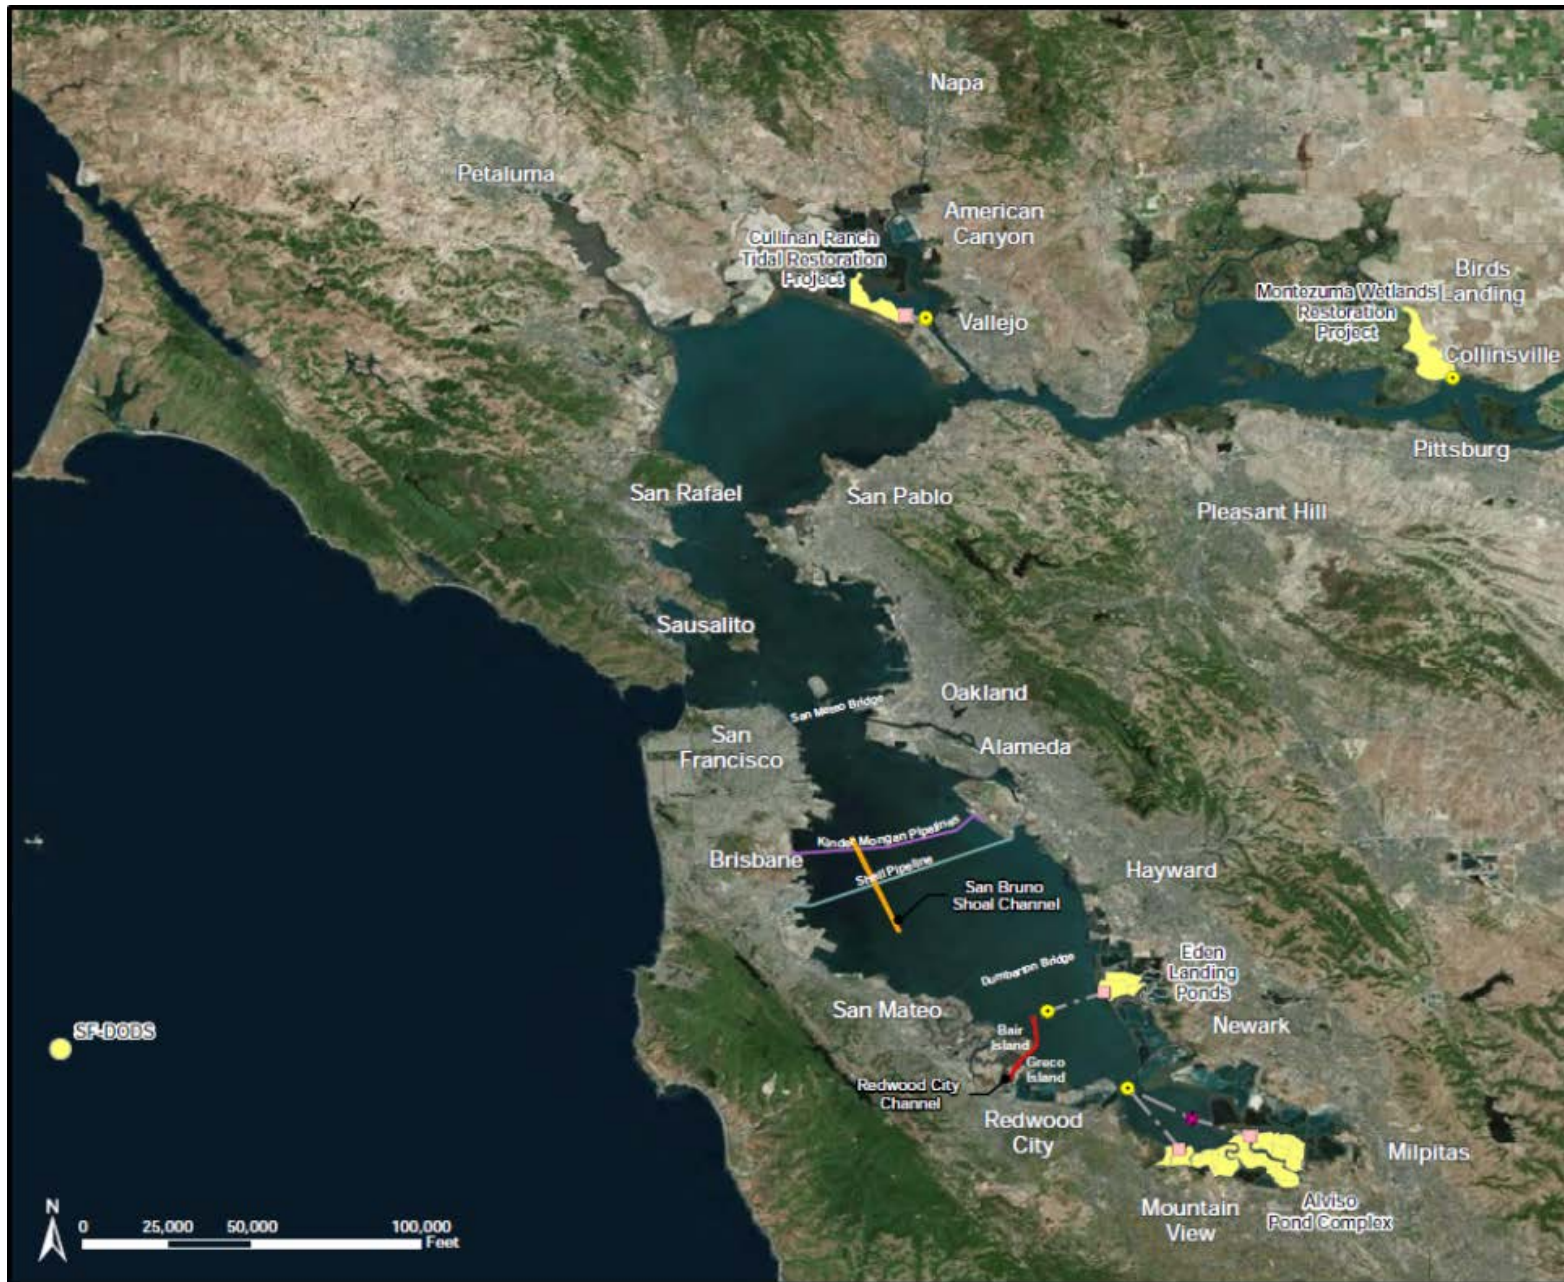 Napa
Petaluma
American
Canyon
Cullinan Ranch
Tidal Restoration
Project
Birds
Landing
Montezuma Wetlands
Restoration
Project
Vallejo
Collinsville
Pittsburg
San Rafael
San Pablo
Pleasant Hill
Sausalito
Oakland
San Mateo Bridge
San
Francisco
Alameda
Kinder Morgan Pipelines
Brisbane
Shell Pipeline
Hayward
San Bruno
Shoal Channel
Eden
Landing
Ponds
Dumbarton Bridge
San Mateo
Newark
SF-DODS
Bair
Island
Greco
Island
Redwood City
Channel
Redwood
City
Milpitas
Mountain
View
Alviso
Pond Complex
N
0 25,000 50,000 100,000
Feet